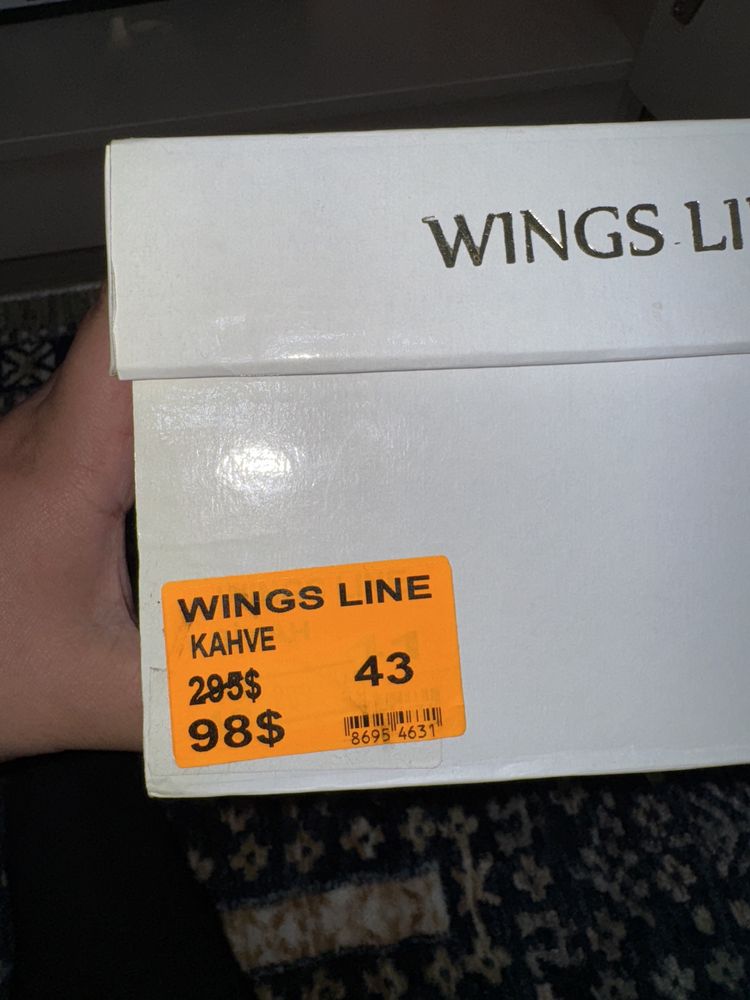 WINGS LI
WINGS LINE
KAHVE
295$
43
98$
8695 4631